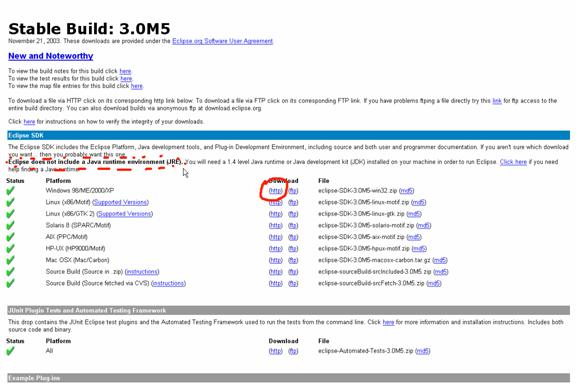 Stable Build: 3.0M5
November 21, 2003. These downloads are provided under the Eclipse.org Software User Agreement.
New and Noteworthy
To view the build notes for this build click here.
To view the test results for this build click here.
To view the map file entries for this build click here.
To download a file via HTTP click on its corresponding http link below. To download a file via FTP click on its corresponding FTP link. If you have problems ftping a file directly try this link for ftp access to
the entire build directory. You can also download builds via anonymous ftp at download.eclipse.org.
Click here for instructions on how to verify the integrity of your downloads.
Eclipse SDK
The Eclipse SDK includes the Eclipse Platform, Java development tools, and Plug-in Development Environment, including source and both user and programmer documentation. If you aren't sure which download
you want... then you probably want this one.
Eclipse does not include a Java runtime environment (JRE). You will need a 1.4 level Java runtime or Java development kit (JDK) installed on your machine in order to run Eclipse. Click here if you need
help finding a Java runtime.
Status Platform Download File
Windows 98/ME/2000/XP (http) (ftp) eclipse-SDK-3.0M5-win32.zip (md5)
Linux (x86/Motif) (Supported Versions) (http) (ftp) eclipse-SDK-3.0M5-linux-motif.zip (md5)
Linux (x86/GTK 2) (Supported Versions) (http) (ftp) eclipse-SDK-3.0M5-linux-gtk.zip (md5)
Solaris 8 (SPARC/Motif) (http) (ftp) eclipse-SDK-3.0M5-solaris-motif.zip (md5)
AIX (PPC/Motif) (http) (ftp) eclipse-SDK-3.0M5-aix-motif.zip (md5)
HP-UX (HP9000/Motif) (http) (ftp) eclipse-SDK-3.0M5-hpux-motif.zip (md5)
Mac OSX (Mac/Carbon) (http) (ftp) eclipse-SDK-3.0M5-macosx-carbon.tar.gz (md5)
Source Build (Source in .zip) (instructions) (http) (ftp) eclipse-sourceBuild-srcIncluded-3.0M5.zip (md5)
Source Build (Source fetched via CVS) (instructions) (http) (ftp) eclipse-sourceBuild-srcFetch-3.0M5.zip (md5)
JUnit Plugin Tests and Automated Testing Framework
This drop contains the JUnit Eclipse test plugins and the Automated Testing Framework used to run the tests from the command line. Click here for more information and installation instructions. Includes both
source code and binary.
Status Platform Download File
All (http) (ftp) eclipse-Automated-Tests-3.0M5.zip (md5)
Example Plug-ins